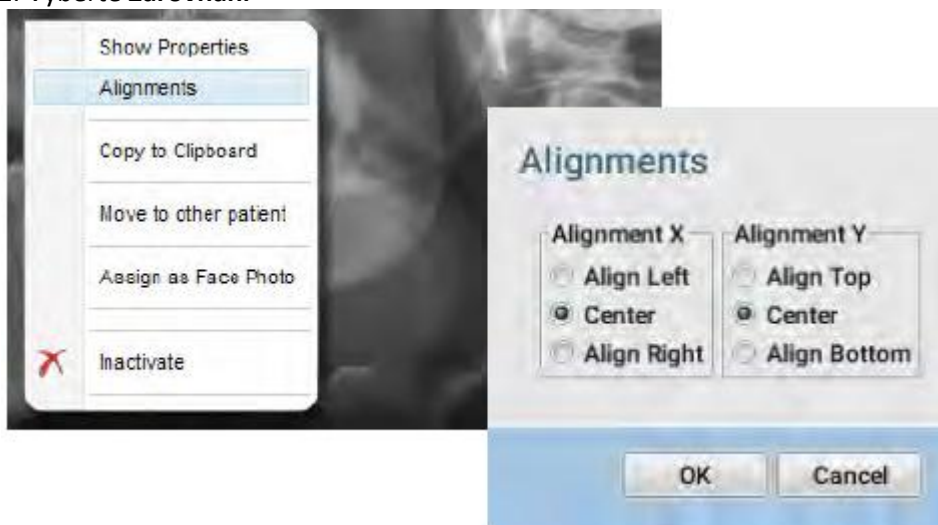 Show Properties
Alignments
Copy to Clipboard
Move to other patient
Assign as Face Photo
Inactivate
Alignments
Alignment X
Align Left
Center
Align Right
Alignment Y
Align Top
Center
Align Bottom
OK
Cancel